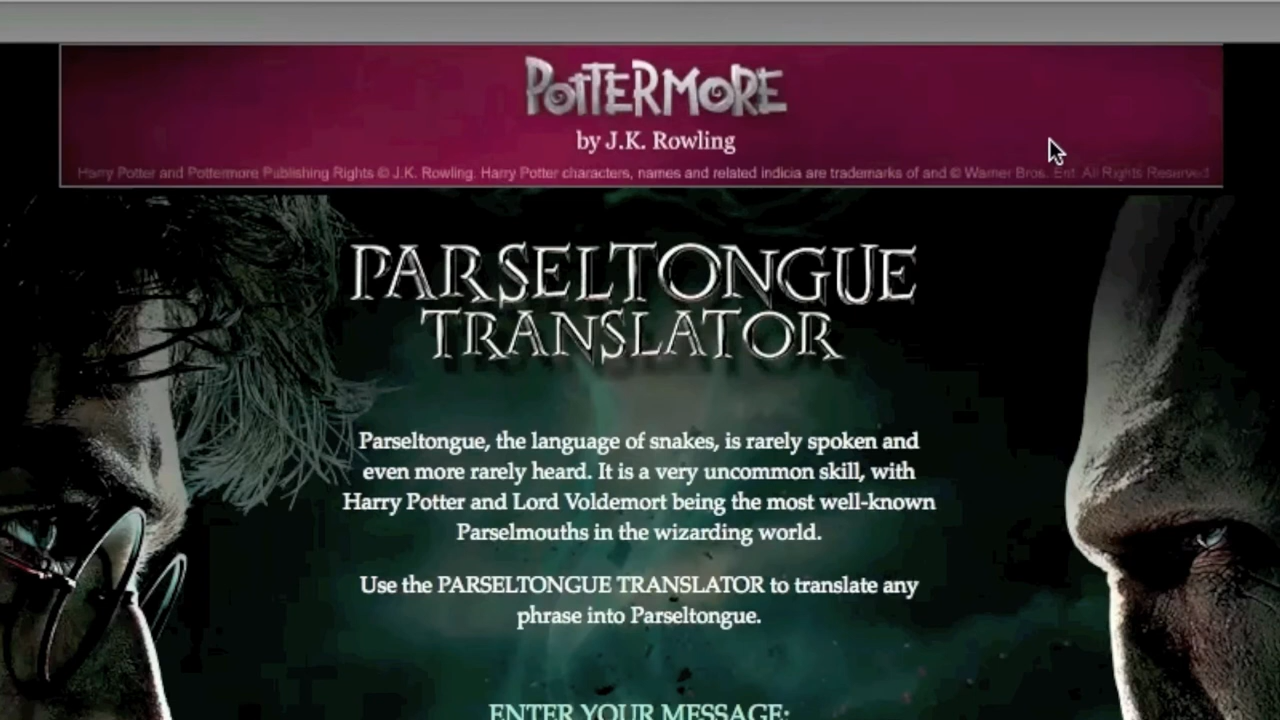 POTTERMORE
by J.K. Rowling
Harry Potter and Pottermore Publishing Rights © J.K. Rowling. Harry Potter characters, names and related indicia are trademarks of and © Warner Bros. Ent. All Rights Reserved
PARSELTONGUE
TRANSLATOR
Parseltongue, the language of snakes, is rarely spoken and
even more rarely heard. It is a very uncommon skill, with
Harry Potter and Lord Voldemort being the most well-known
Parselmouths in the wizarding world.
Use the PARSELTONGUE TRANSLATOR to translate any
phrase into Parseltongue.
ENTER YOUR MESSAGE: